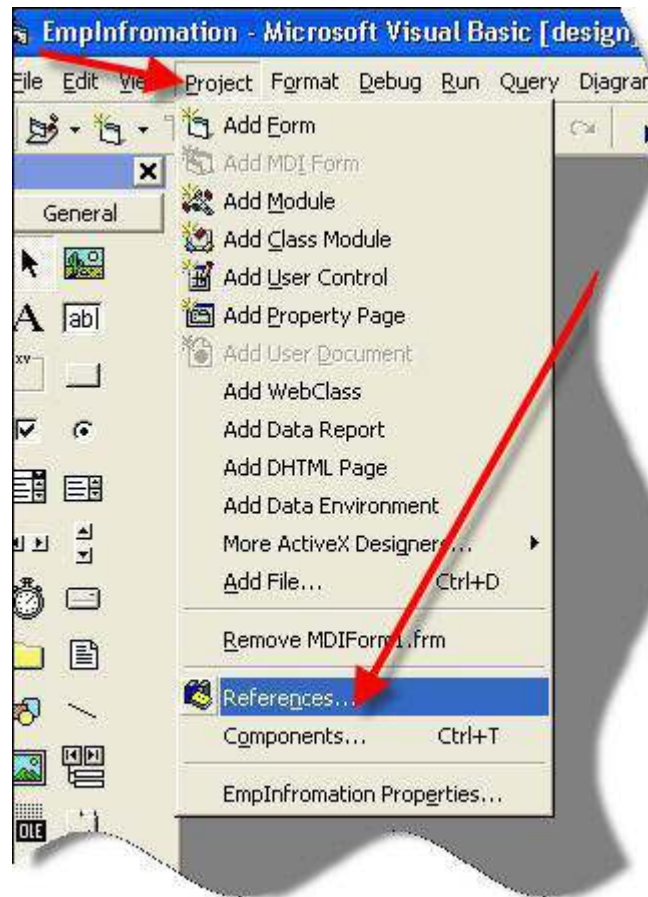 EmpInfromation - Microsoft Visual Basic [design]
File Edit View Project Format Debug Run Query Diagram
General
A ab|
xv
OLE
Add Form
Add MDI Form
Add Module
Add Class Module
Add User Control
Add Property Page
Add User Document
Add WebClass
Add Data Report
Add DHTML Page
Add Data Environment
More ActiveX Designers...
Add File... Ctrl+D
Remove MDIForm1.frm
References...
Components... Ctrl+T
EmpInfromation Properties...